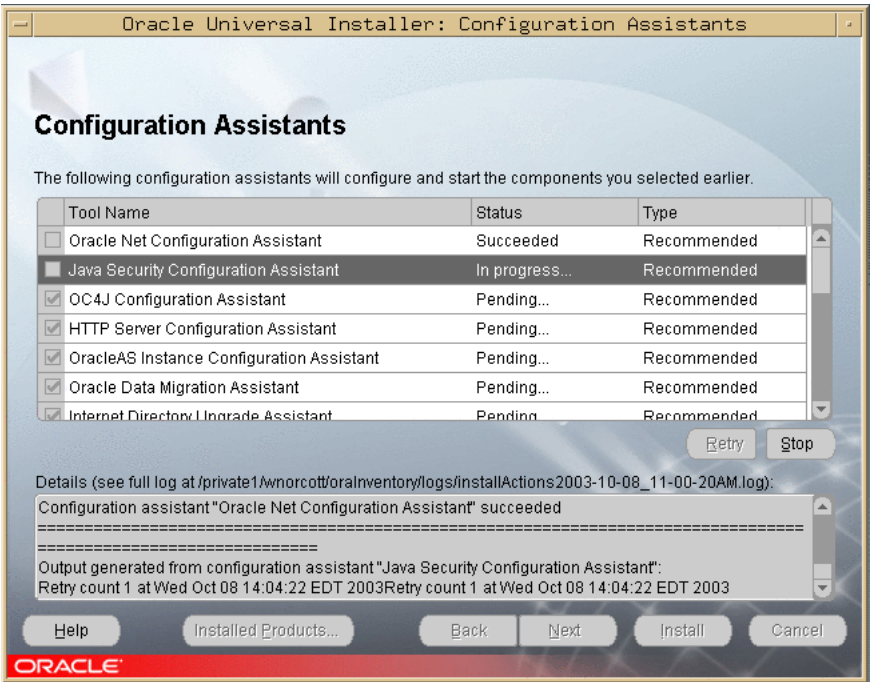 Oracle Universal Installer: Configuration Assistants
Configuration Assistants
The following configuration assistants will configure and start the components you selected earlier.
Tool Name Status Type
Oracle Net Configuration Assistant Succeeded Recommended
Java Security Configuration Assistant In progress... Recommended
OC4J Configuration Assistant Pending... Recommended
HTTP Server Configuration Assistant Pending... Recommended
OracleAS Instance Configuration Assistant Pending... Recommended
Oracle Data Migration Assistant Pending... Recommended
Internet Directory Upgrade Assistant Pending Recommended
Retry Stop
Details (see full log at /private1/wnorcott/oraInventory/logs/installActions2003-10-08_11-00-20AM.log):
Configuration assistant "Oracle Net Configuration Assistant" succeeded
===================================================================================
==============================
Output generated from configuration assistant "Java Security Configuration Assistant":
Retry count 1 at Wed Oct 08 14:04:22 EDT 2003Retry count 1 at Wed Oct 08 14:04:22 EDT 2003
Help Installed Products... Back Next Install Cancel
ORACLE